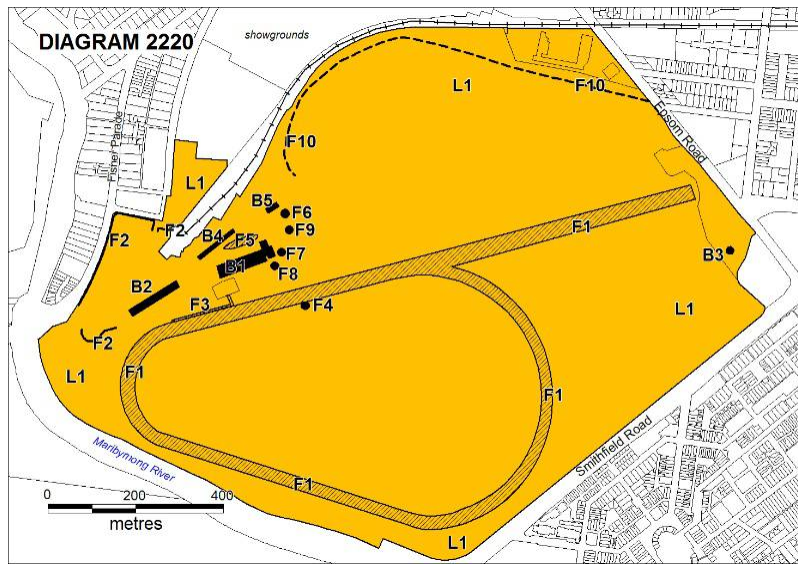 DIAGRAM 2220
showgrounds
L1
F10
Epsom Road
Fisher Parade
F10
L1
B5
F6
F2
F2
B4
F5
F9
F1
F7
B1
F8
B3
B2
F3
F4
L1
F2
L1
F1
F1
Maribyrnong River
Smithfield Road
F1
0 200 400
metres
L1